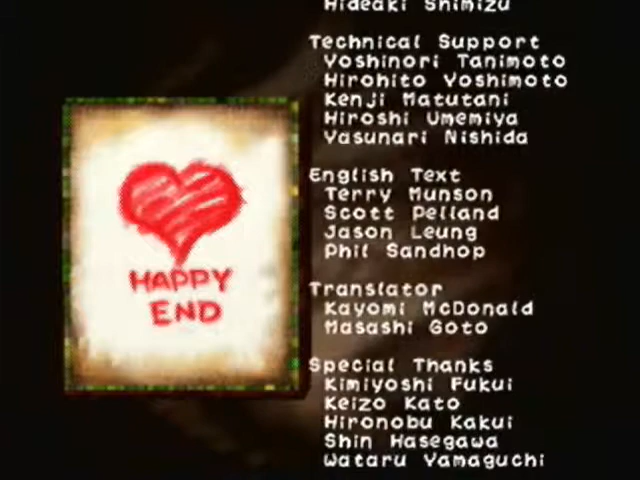 Hideaki Shimizu
Technical Support
Yoshinori Tanimoto
Hirohito Yoshimoto
Kenji Matutani
Hiroshi Umemiya
Yasunari Nishida
English Text
Terry Munson
Scott Pelland
Jason Leung
Phil Sandhop
Translator
Kayomi McDonald
Masashi Goto
Special Thanks
Kimiyoshi Fukui
Keizo Kato
Hironobu Kakui
Shin Hasegawa
Wataru Yamaguchi
HAPPY
END